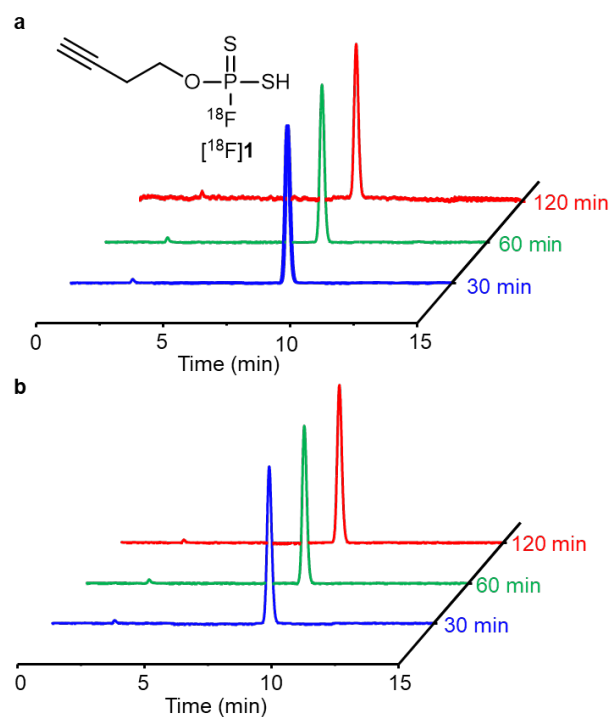 a
S
O
P
SH
18F
[18F]1
120 min
60 min
30 min
0 5 10 15
Time (min)
b
120 min
60 min
30 min
0 5 10 15
Time (min)